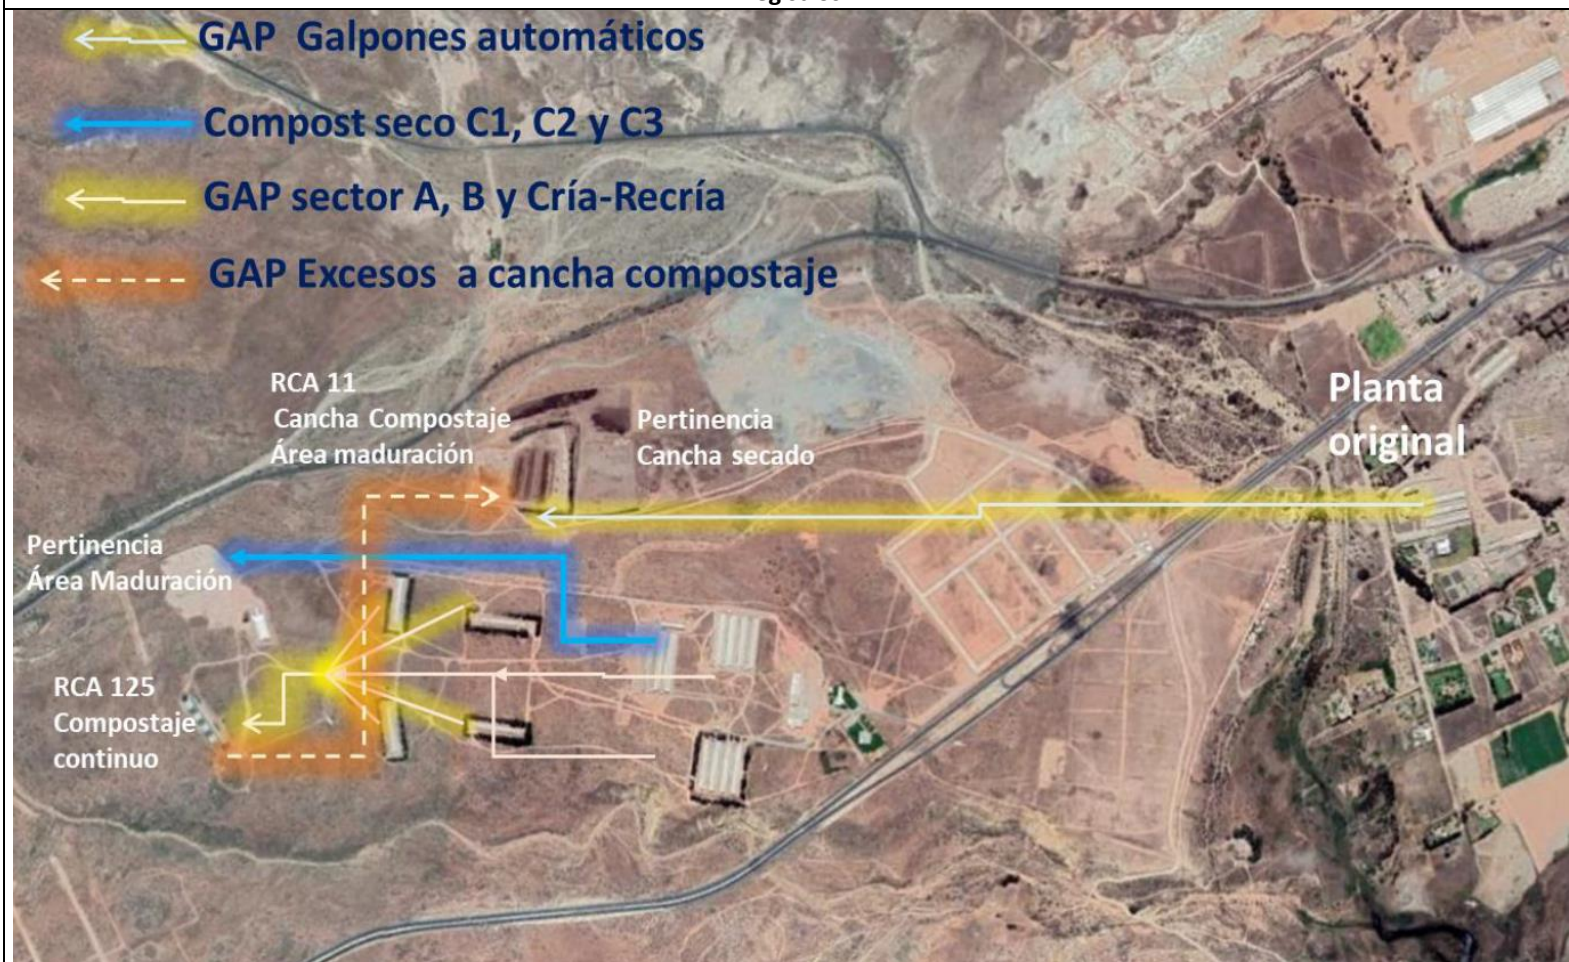 GAP Galpones automáticos
Compost seco C1, C2 y C3
GAP sector A, B y Cría-Recría
GAP Excesos a cancha compostaje
RCA 11
Cancha Compostaje
Área maduración
Pertinencia
Cancha secado
Planta
original
Pertinencia
Área Maduración
RCA 125
Compostaje
continuo